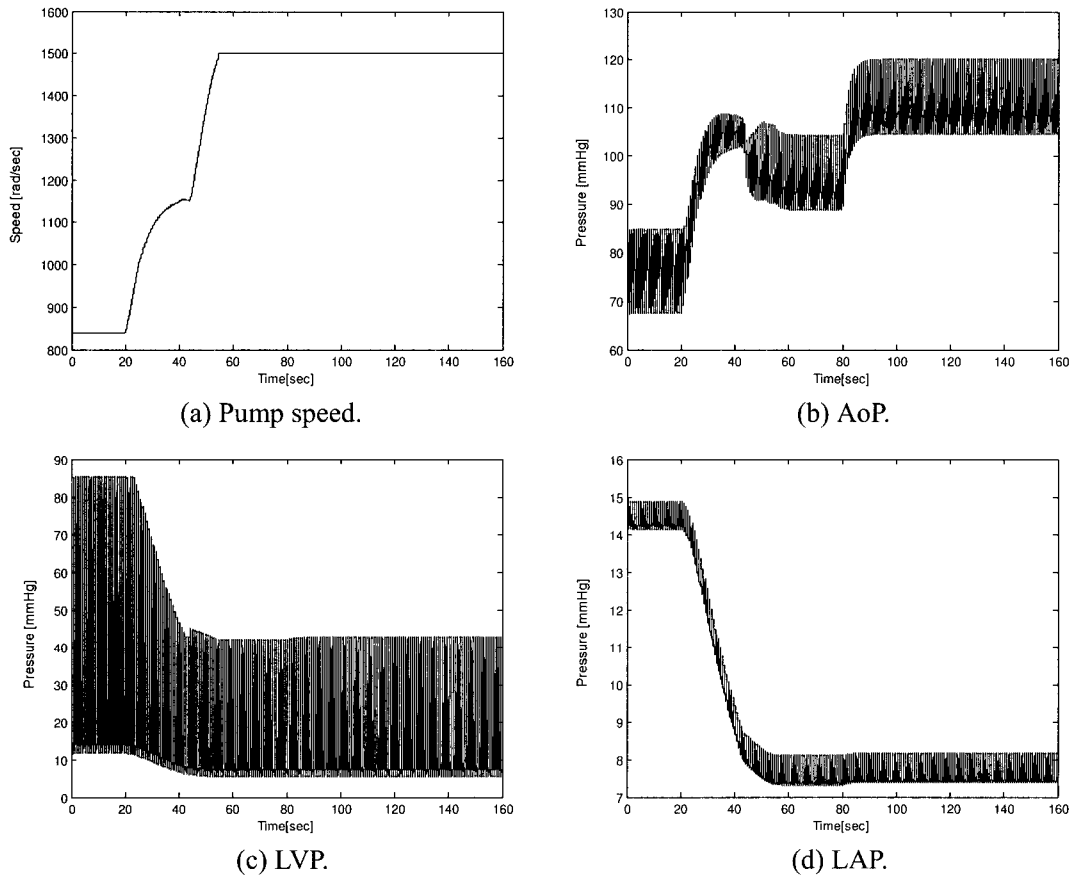 1600
1500
1400
1300
1200
1100
1000
900
800
Speed [rad/sec]
0 20 40 60 80 100 120 140 160
Time[sec]
(a) Pump speed.
130
120
110
100
90
80
70
60
Pressure [mmHg]
0 20 40 60 80 100 120 140 160
Time[sec]
(b) AoP.
90
80
70
60
50
40
30
20
10
0
Pressure [mmHg]
0 20 40 60 80 100 120 140 160
Time[sec]
(c) LVP.
16
15
14
13
12
11
10
9
8
7
Pressure [mmHg]
0 20 40 60 80 100 120 140 160
Time[sec]
(d) LAP.